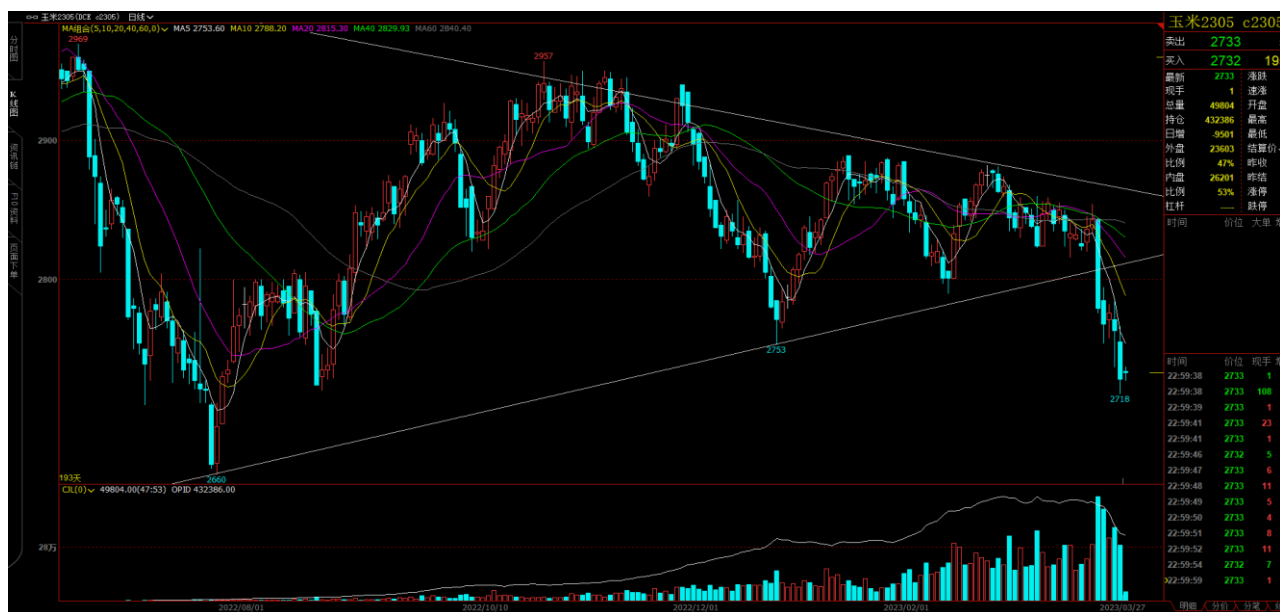 玉米2305(DCE c2305) 日线
MA组合(5,10,20,40,60,0) MA5 2753.60 MA10 2788.20 MA20 2815.30 MA40 2829.93 MA60 2840.40
分时图
K线图
资讯链
F10资料
页面下单
2969
2957
2900
2800
2753
2718
2660
193天
CJL(0) 49804.00(47:53) OPID 432386.00
28万
2022/08/01 2022/10/10 2022/12/01 2023/02/01 2023/03/27
玉米2305 c2305
卖出 2733
买入 2732 19
最新 2733 涨跌
现手 1 速涨
总量 49804 开盘
持仓 432386 最高
日增 -9501 最低
外盘 23603 结算价
比例 47% 昨收
内盘 26201 昨结
比例 53% 涨停
杠杆 — 跌停
时间 价位 大单
时间 价位 现手
22:59:38 2733 1
22:59:38 2733 108
22:59:39 2733 1
22:59:41 2733 23
22:59:41 2733 1
22:59:46 2732 5
22:59:47 2733 6
22:59:48 2733 11
22:59:49 2733 5
22:59:50 2733 4
22:59:51 2733 8
22:59:52 2733 11
22:59:54 2732 7
22:59:59 2733 1
明细 分价 分笔